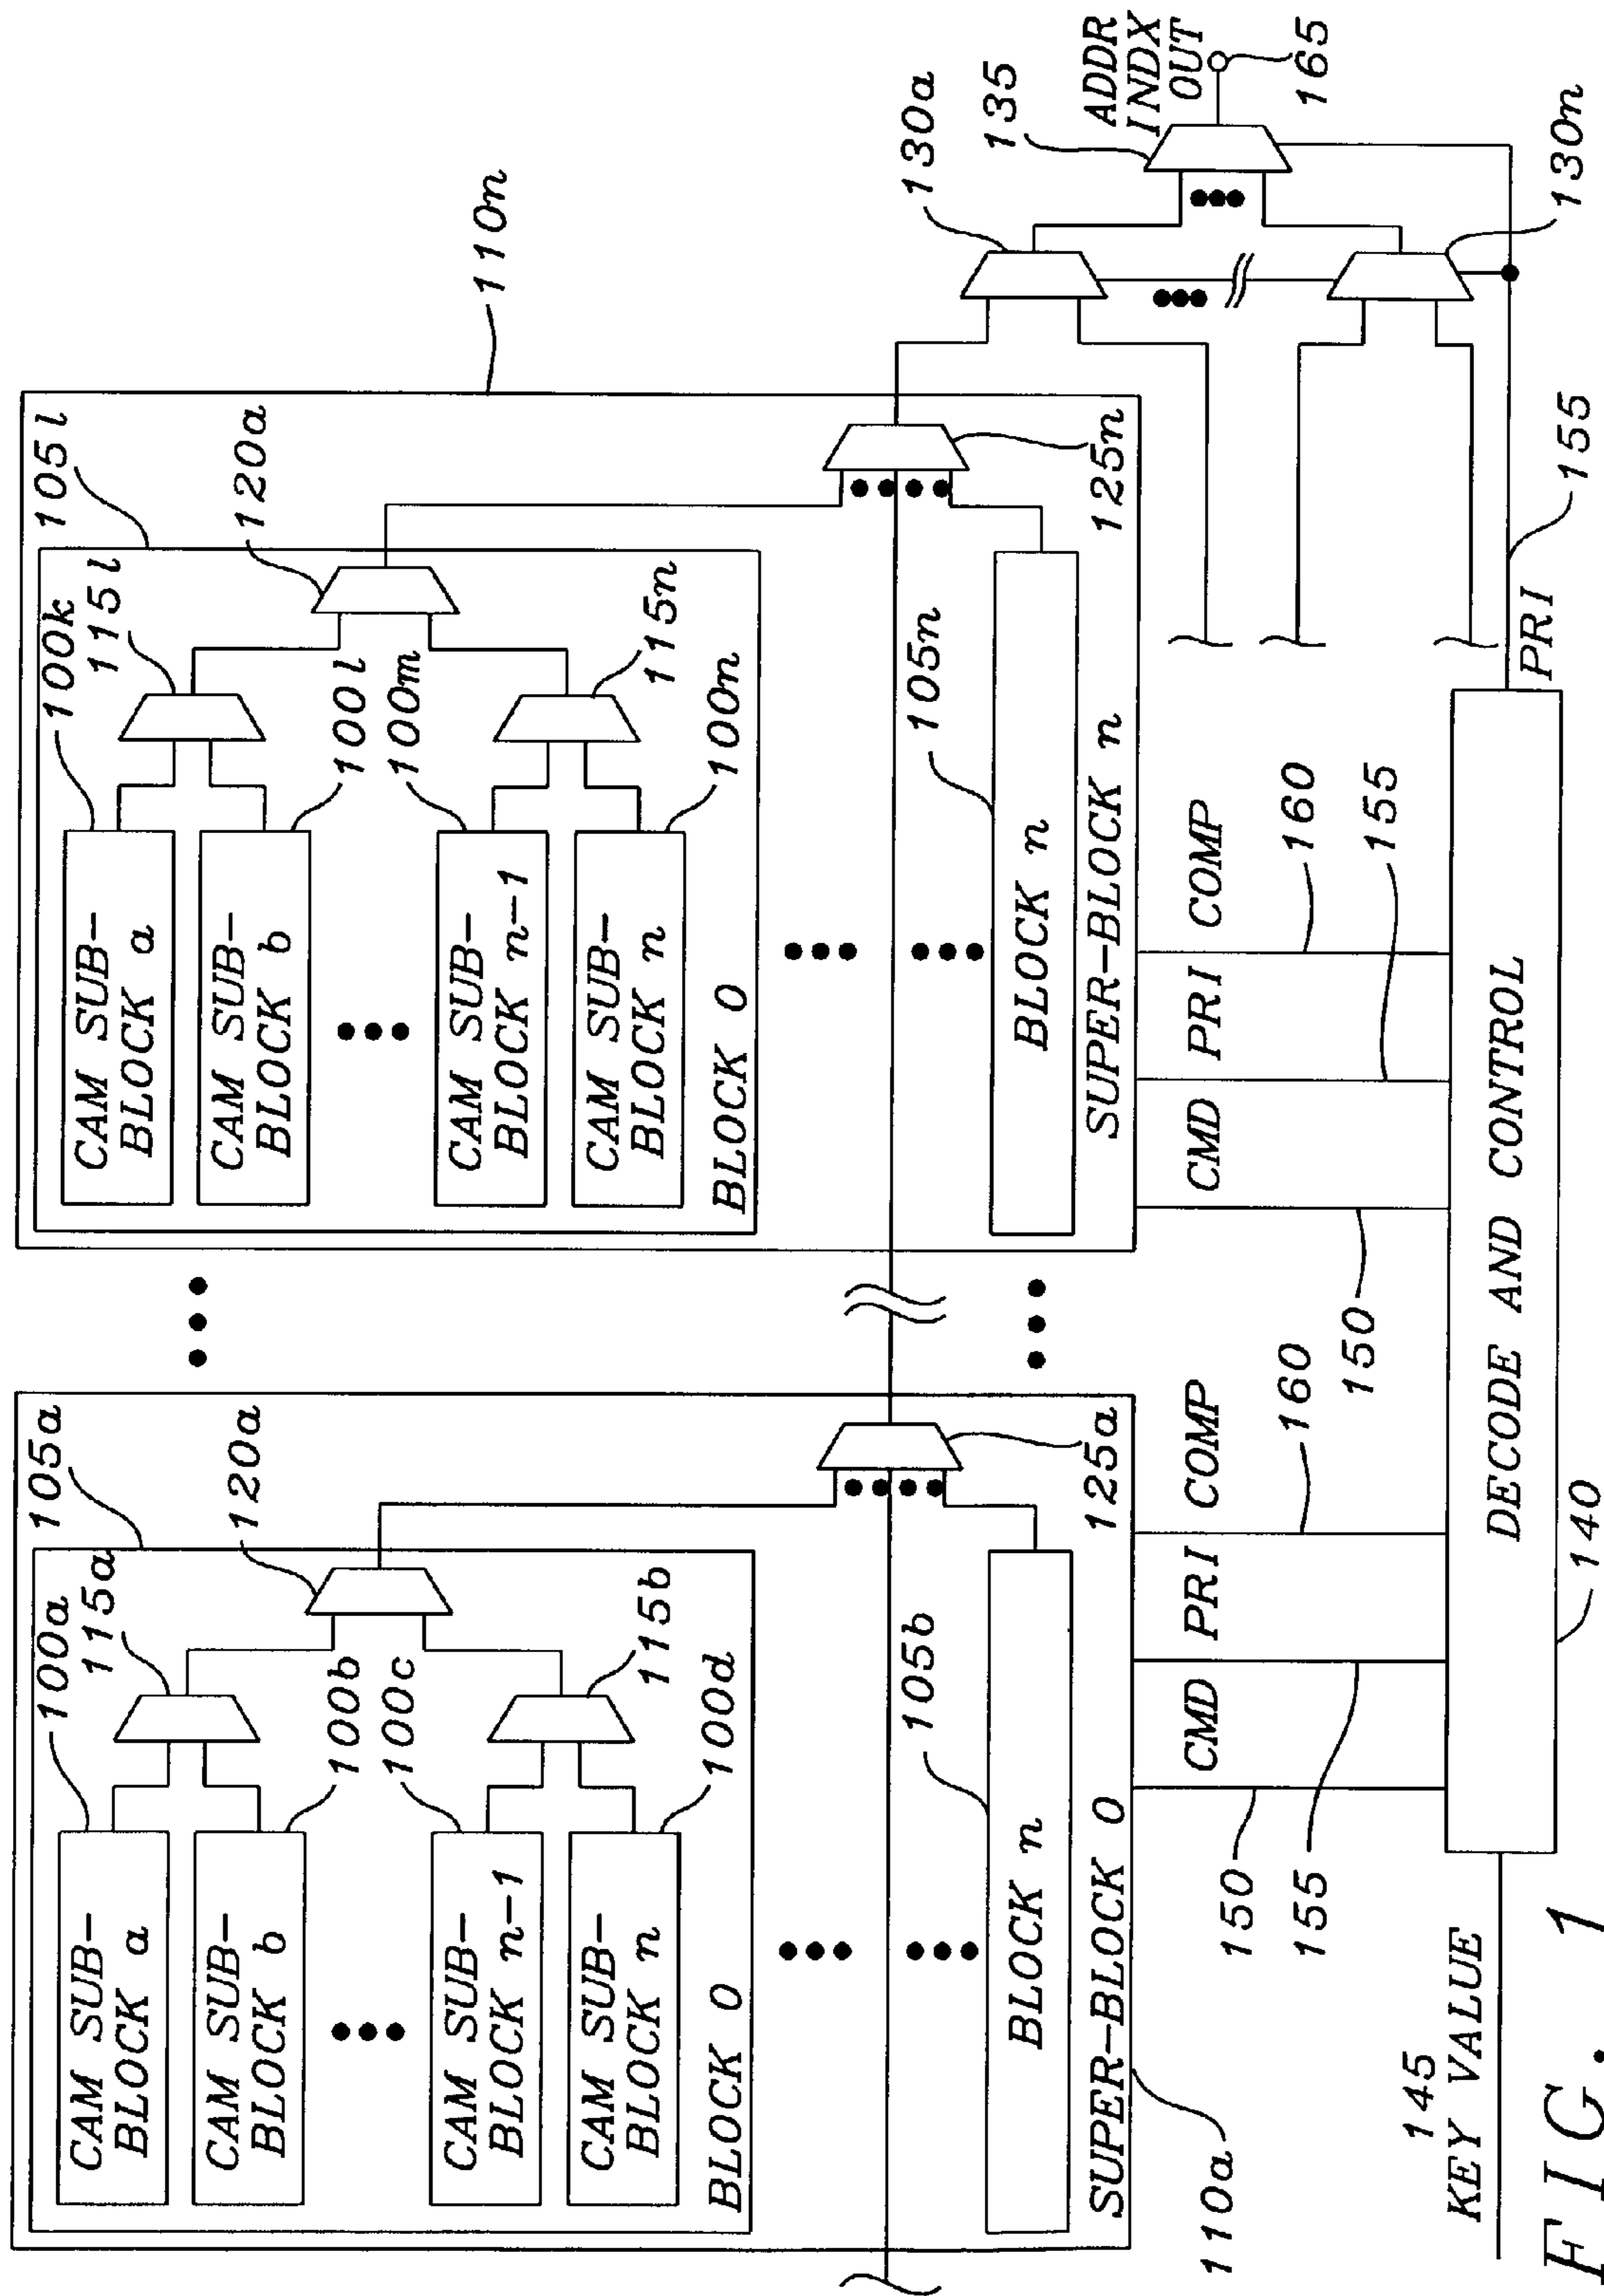 105a
100a
115a
120a
CAM SUB-
BLOCK a
CAM SUB-
BLOCK b
100b
100c
CAM SUB-
BLOCK n-1
CAM SUB-
BLOCK n
115b
100d
BLOCK 0
105b
BLOCK n
125a
SUPER-BLOCK 0
110a
110n
105l
100k
115l
120a
CAM SUB-
BLOCK a
CAM SUB-
BLOCK b
100l
100m
CAM SUB-
BLOCK n-1
CAM SUB-
BLOCK n
115n
100n
BLOCK 0
105n
BLOCK n
125n
SUPER-BLOCK n
130a
135
ADDR
INDX
OUT
165
130n
CMD PRI COMP
150
155
160
CMD PRI COMP
150
155
160
145
KEY VALUE
DECODE AND CONTROL
140
PRI
155
FIG. 1